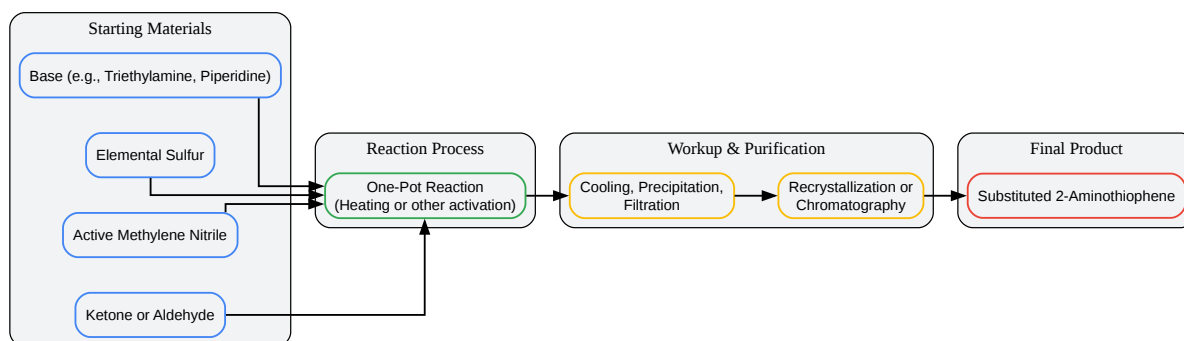 Starting Materials
Base (e.g., Triethylamine, Piperidine)
Elemental Sulfur
Active Methylene Nitrile
Ketone or Aldehyde
Reaction Process
One-Pot Reaction
(Heating or other activation)
Workup & Purification
Cooling, Precipitation,
Filtration
Recrystallization or
Chromatography
Final Product
Substituted 2-Aminothiophene